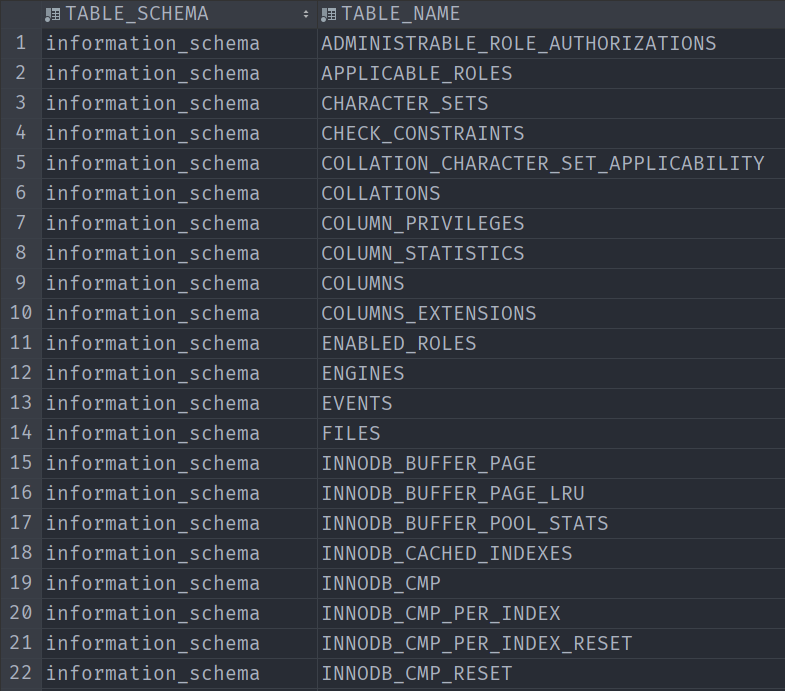 TABLE_SCHEMA TABLE_NAME
1 information_schema ADMINISTRABLE_ROLE_AUTHORIZATIONS
2 information_schema APPLICABLE_ROLES
3 information_schema CHARACTER_SETS
4 information_schema CHECK_CONSTRAINTS
5 information_schema COLLATION_CHARACTER_SET_APPLICABILITY
6 information_schema COLLATIONS
7 information_schema COLUMN_PRIVILEGES
8 information_schema COLUMN_STATISTICS
9 information_schema COLUMNS
10 information_schema COLUMNS_EXTENSIONS
11 information_schema ENABLED_ROLES
12 information_schema ENGINES
13 information_schema EVENTS
14 information_schema FILES
15 information_schema INNODB_BUFFER_PAGE
16 information_schema INNODB_BUFFER_PAGE_LRU
17 information_schema INNODB_BUFFER_POOL_STATS
18 information_schema INNODB_CACHED_INDEXES
19 information_schema INNODB_CMP
20 information_schema INNODB_CMP_PER_INDEX
21 information_schema INNODB_CMP_PER_INDEX_RESET
22 information_schema INNODB_CMP_RESET